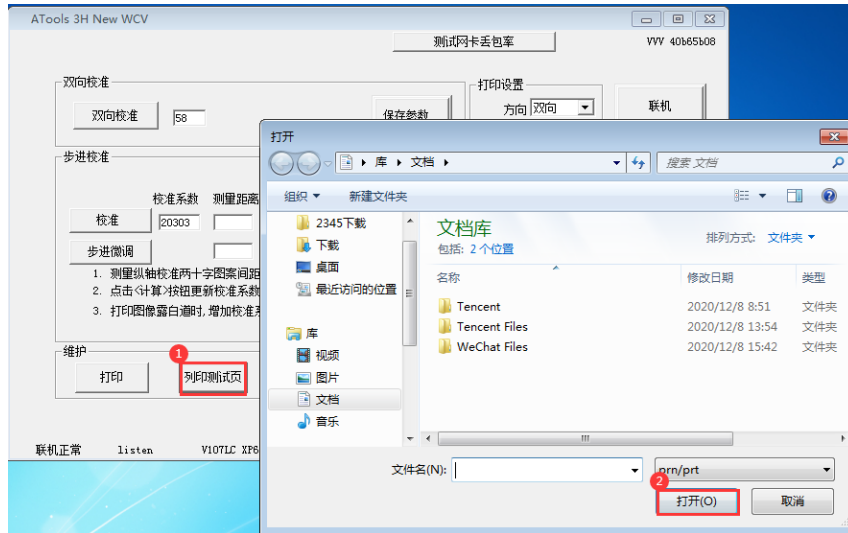 ATools 3H New WCV
测试网卡丢包率
VVV 40b65b08
双向校准
双向校准
58
保存参数
打印设置
方向
双向
联机
步进校准
校准系数 测量距离
校准
20303
步进微调
1. 测量纵轴校准两十字图案间距
2. 点击<计算>按钮更新校准系数
3. 打印图像露白道时,增加校准系
维护
1
打印
列印测试页
联机正常 listen V107LC XP6
打开
库 文档
搜索 文档
组织 新建文件夹
2345下载
下载
桌面
最近访问的位置
库
视频
图片
文档
音乐
文档库
包括: 2 个位置
排列方式: 文件夹
名称 修改日期 类型
Tencent 2020/12/8 8:51 文件夹
Tencent Files 2020/12/8 13:54 文件夹
WeChat Files 2020/12/8 15:42 文件夹
文件名(N):
prn/prt
2
打开(O)
取消